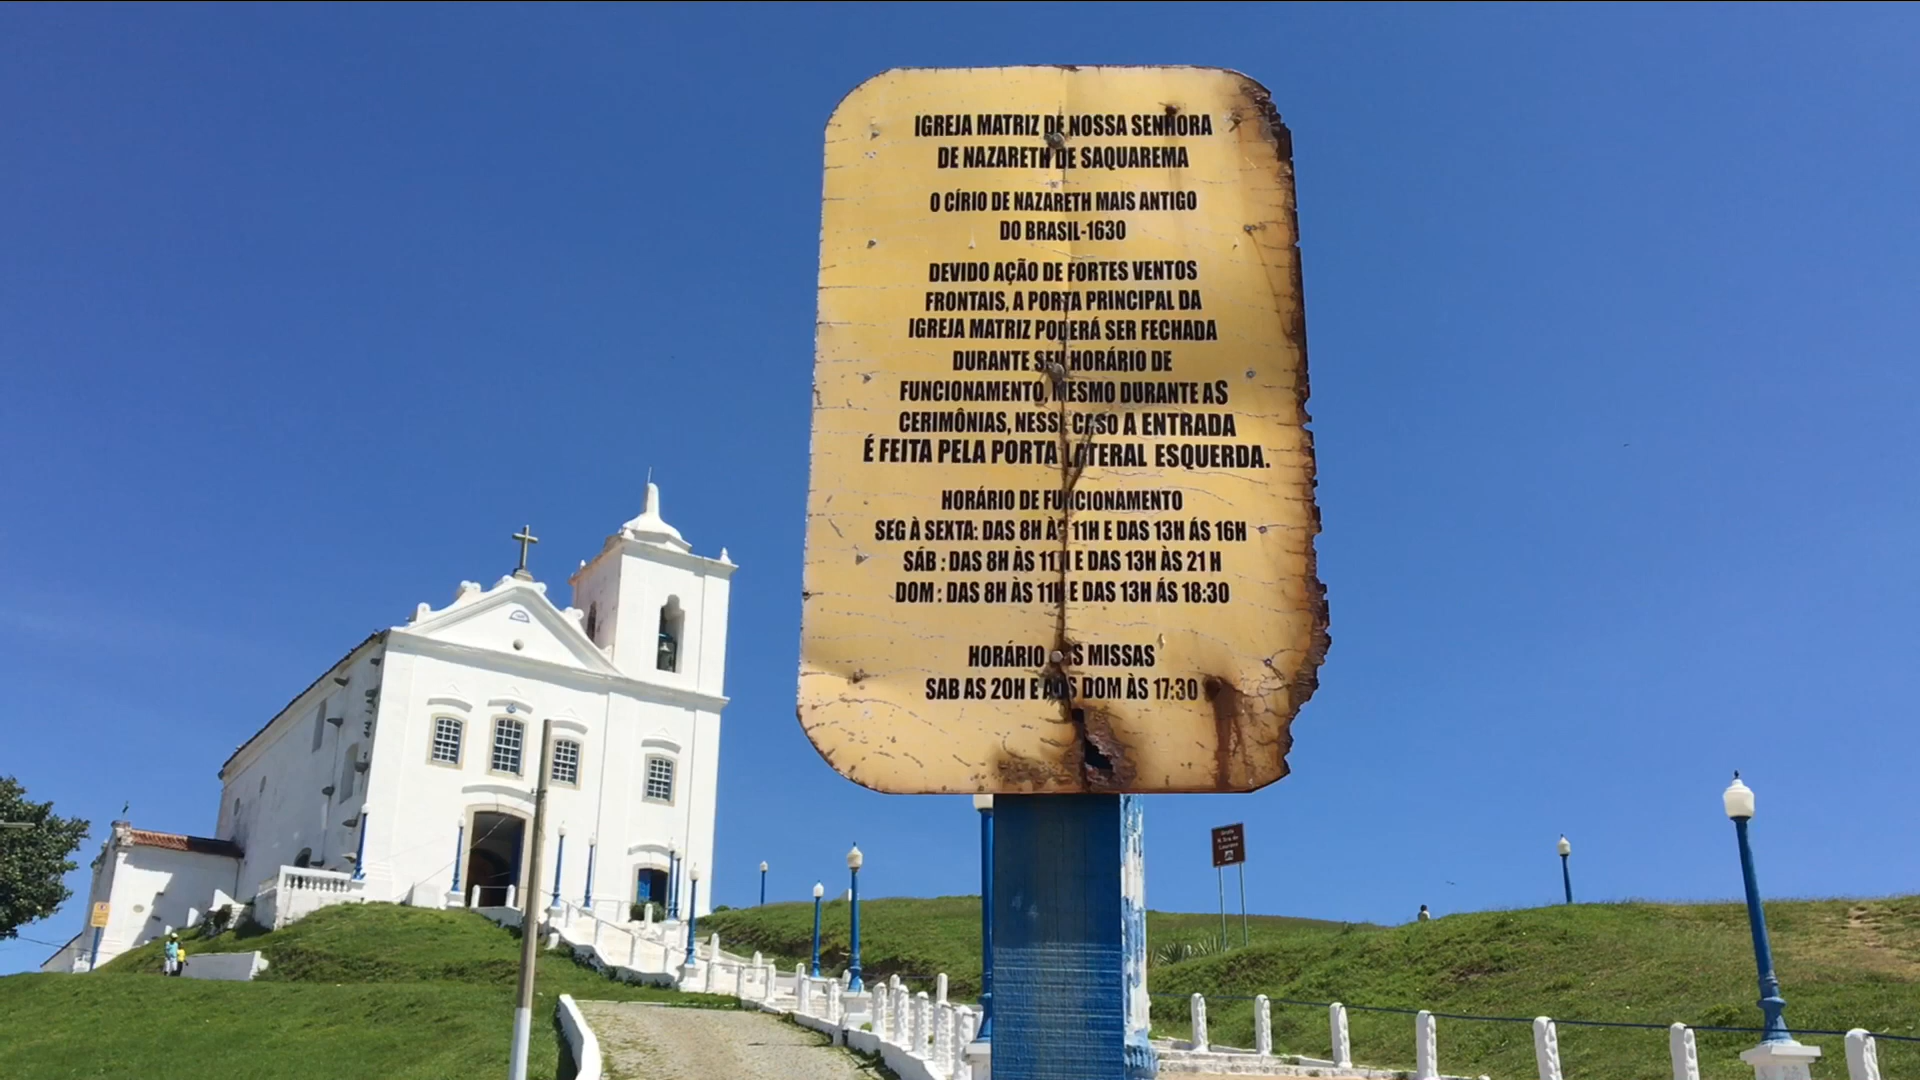 IGREJA MATRIZ DE NOSSA SENHORA
DE NAZARETH DE SAQUAREMA
O CÍRIO DE NAZARETH MAIS ANTIGO
DO BRASIL-1630
DEVIDO AÇÃO DE FORTES VENTOS
FRONTAIS, A PORTA PRINCIPAL DA
IGREJA MATRIZ PODERÁ SER FECHADA
DURANTE SEU HORÁRIO DE
FUNCIONAMENTO, MESMO DURANTE AS
CERIMÔNIAS, NESSE CASO A ENTRADA
É FEITA PELA PORTA LATERAL ESQUERDA.
HORÁRIO DE FUNCIONAMENTO
SEG À SEXTA: DAS 8H ÀS 11H E DAS 13H ÁS 16H
SÁB : DAS 8H ÀS 11H E DAS 13H ÀS 21 H
DOM : DAS 8H ÀS 11H E DAS 13H ÁS 18:30
HORÁRIO DAS MISSAS
SAB AS 20H E AOS DOM ÀS 17:30